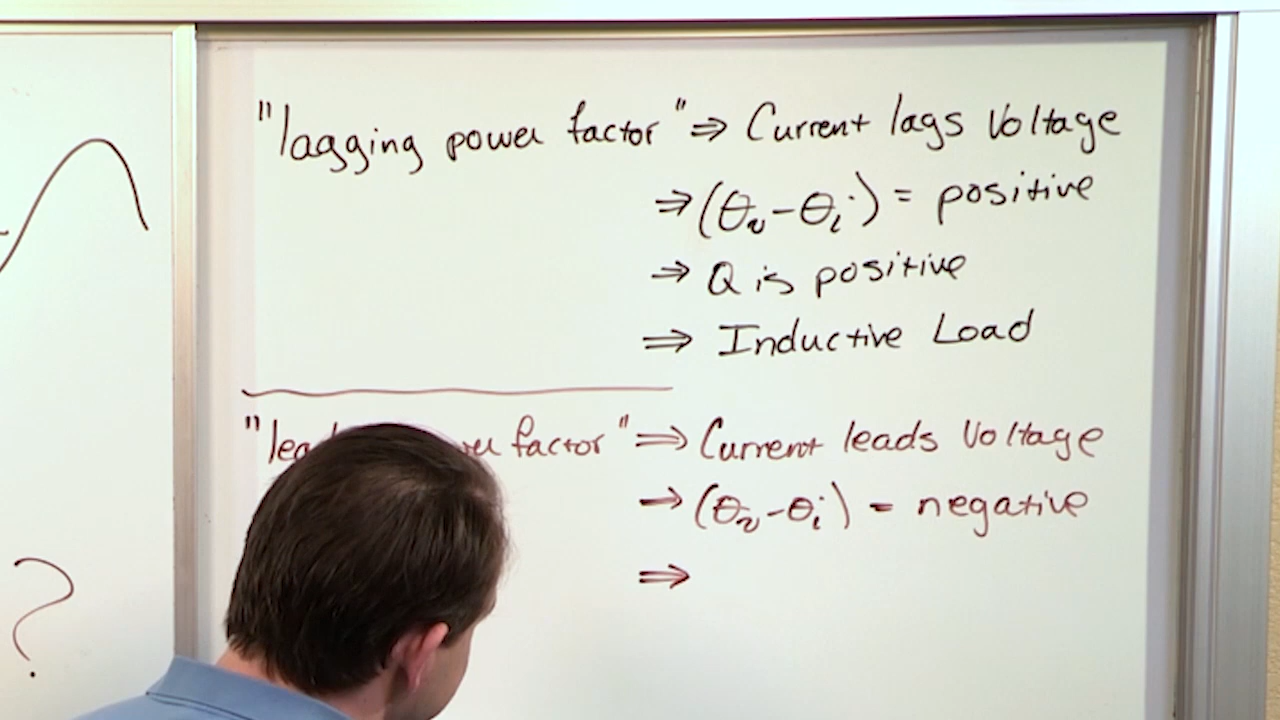 "lagging power factor" ⇒ Current lags Voltage
⇒ (θv-θi) = positive
⇒ Q is positive
⇒ Inductive Load
" factor" ⇒ Current leads Voltage
→ (θv-θi) = negative
⇒
?